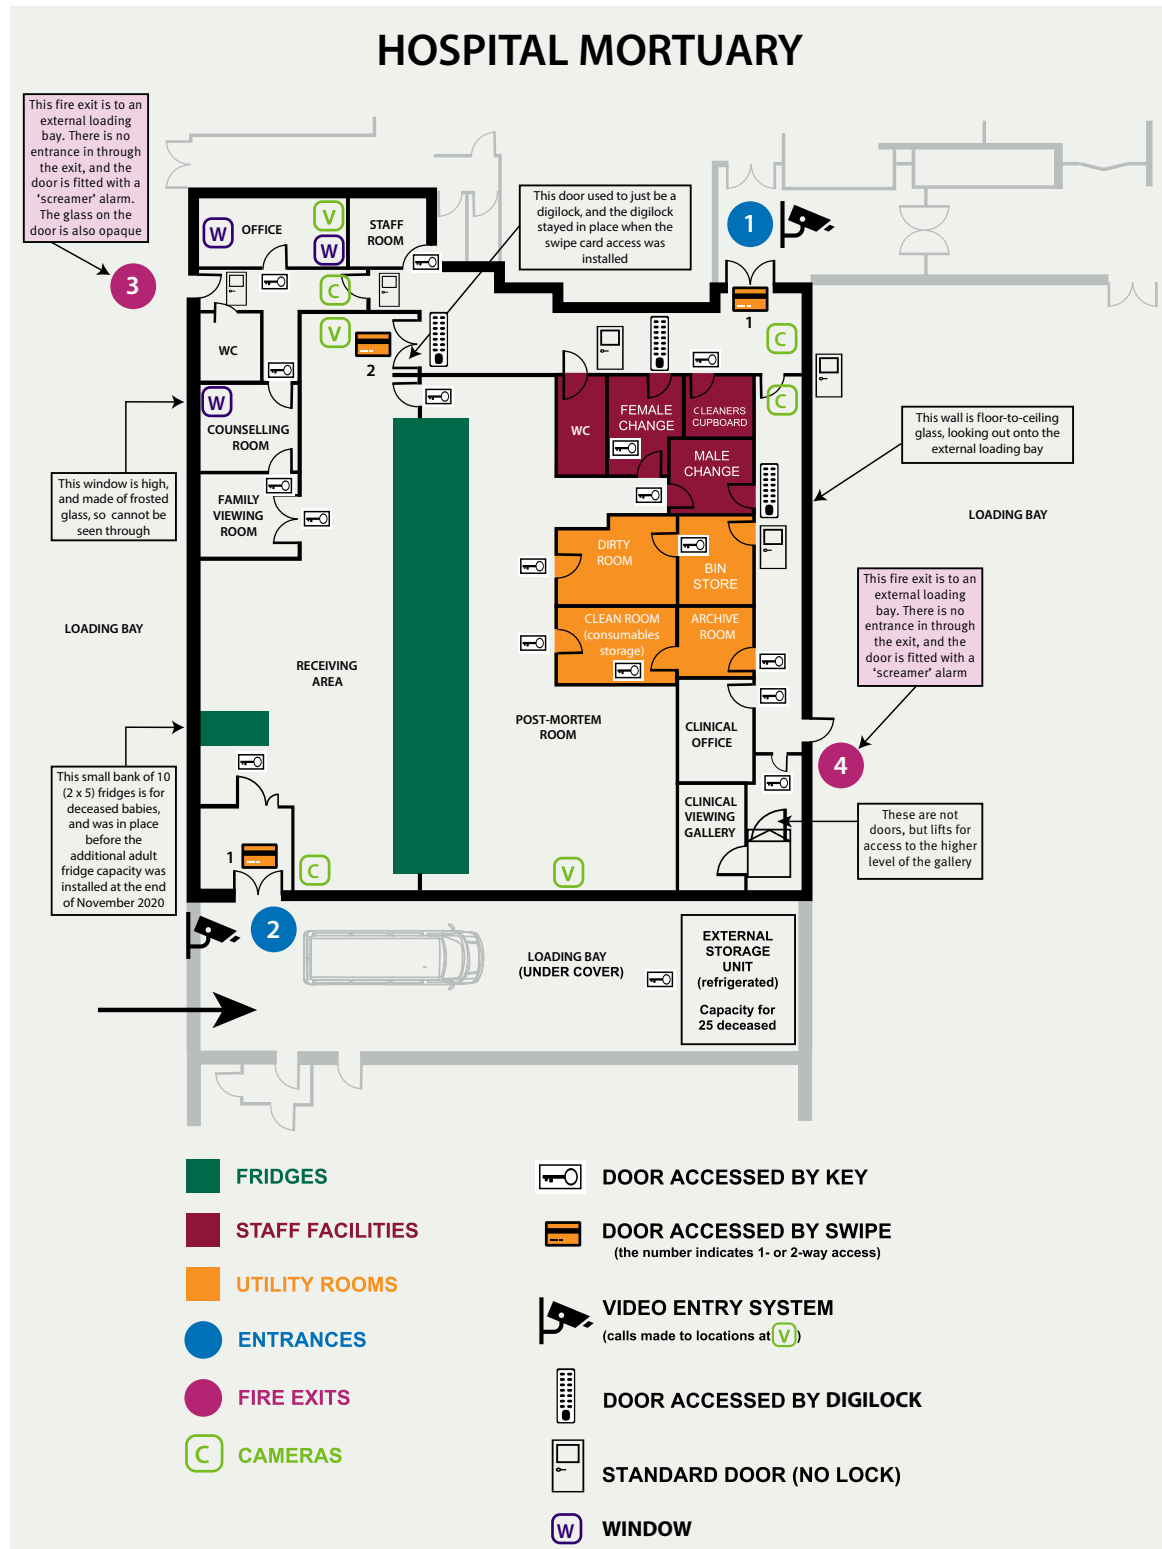 HOSPITAL MORTUARY
This fire exit is to an
external loading
bay. There is no
entrance in through
the exit, and the
door is fitted with a
‘screamer’ alarm.
The glass on the
door is also opaque
3
This door used to just be a
digilock, and the digilock
stayed in place when the
swipe card access was
installed
1
W
OFFICE
V
W
STAFF
ROOM
C
V
2
1
C
C
WC
W
COUNSELLING
ROOM
FAMILY
VIEWING
ROOM
This window is high,
and made of frosted
glass, so cannot be
seen through
WC
FEMALE
CHANGE
CLEANERS
CUPBOARD
MALE
CHANGE
This wall is floor-to-ceiling
glass, looking out onto the
external loading bay
LOADING BAY
DIRTY
ROOM
BIN
STORE
CLEAN ROOM
(consumables
storage)
ARCHIVE
ROOM
This fire exit is to an
external loading
bay. There is no
entrance in through
the exit, and the
door is fitted with a
‘screamer’ alarm
4
LOADING BAY
RECEIVING
AREA
POST-MORTEM
ROOM
CLINICAL
OFFICE
CLINICAL
VIEWING
GALLERY
These are not
doors, but lifts for
access to the higher
level of the gallery
This small bank of 10
(2 x 5) fridges is for
deceased babies,
and was in place
before the
additional adult
fridge capacity was
installed at the end
of November 2020
1
C
V
2
LOADING BAY
(UNDER COVER)
EXTERNAL
STORAGE
UNIT
(refrigerated)
Capacity for
25 deceased
FRIDGES
STAFF FACILITIES
UTILITY ROOMS
ENTRANCES
FIRE EXITS
C CAMERAS
DOOR ACCESSED BY KEY
DOOR ACCESSED BY SWIPE
(the number indicates 1- or 2-way access)
VIDEO ENTRY SYSTEM
(calls made to locations at V)
DOOR ACCESSED BY DIGILOCK
STANDARD DOOR (NO LOCK)
W WINDOW